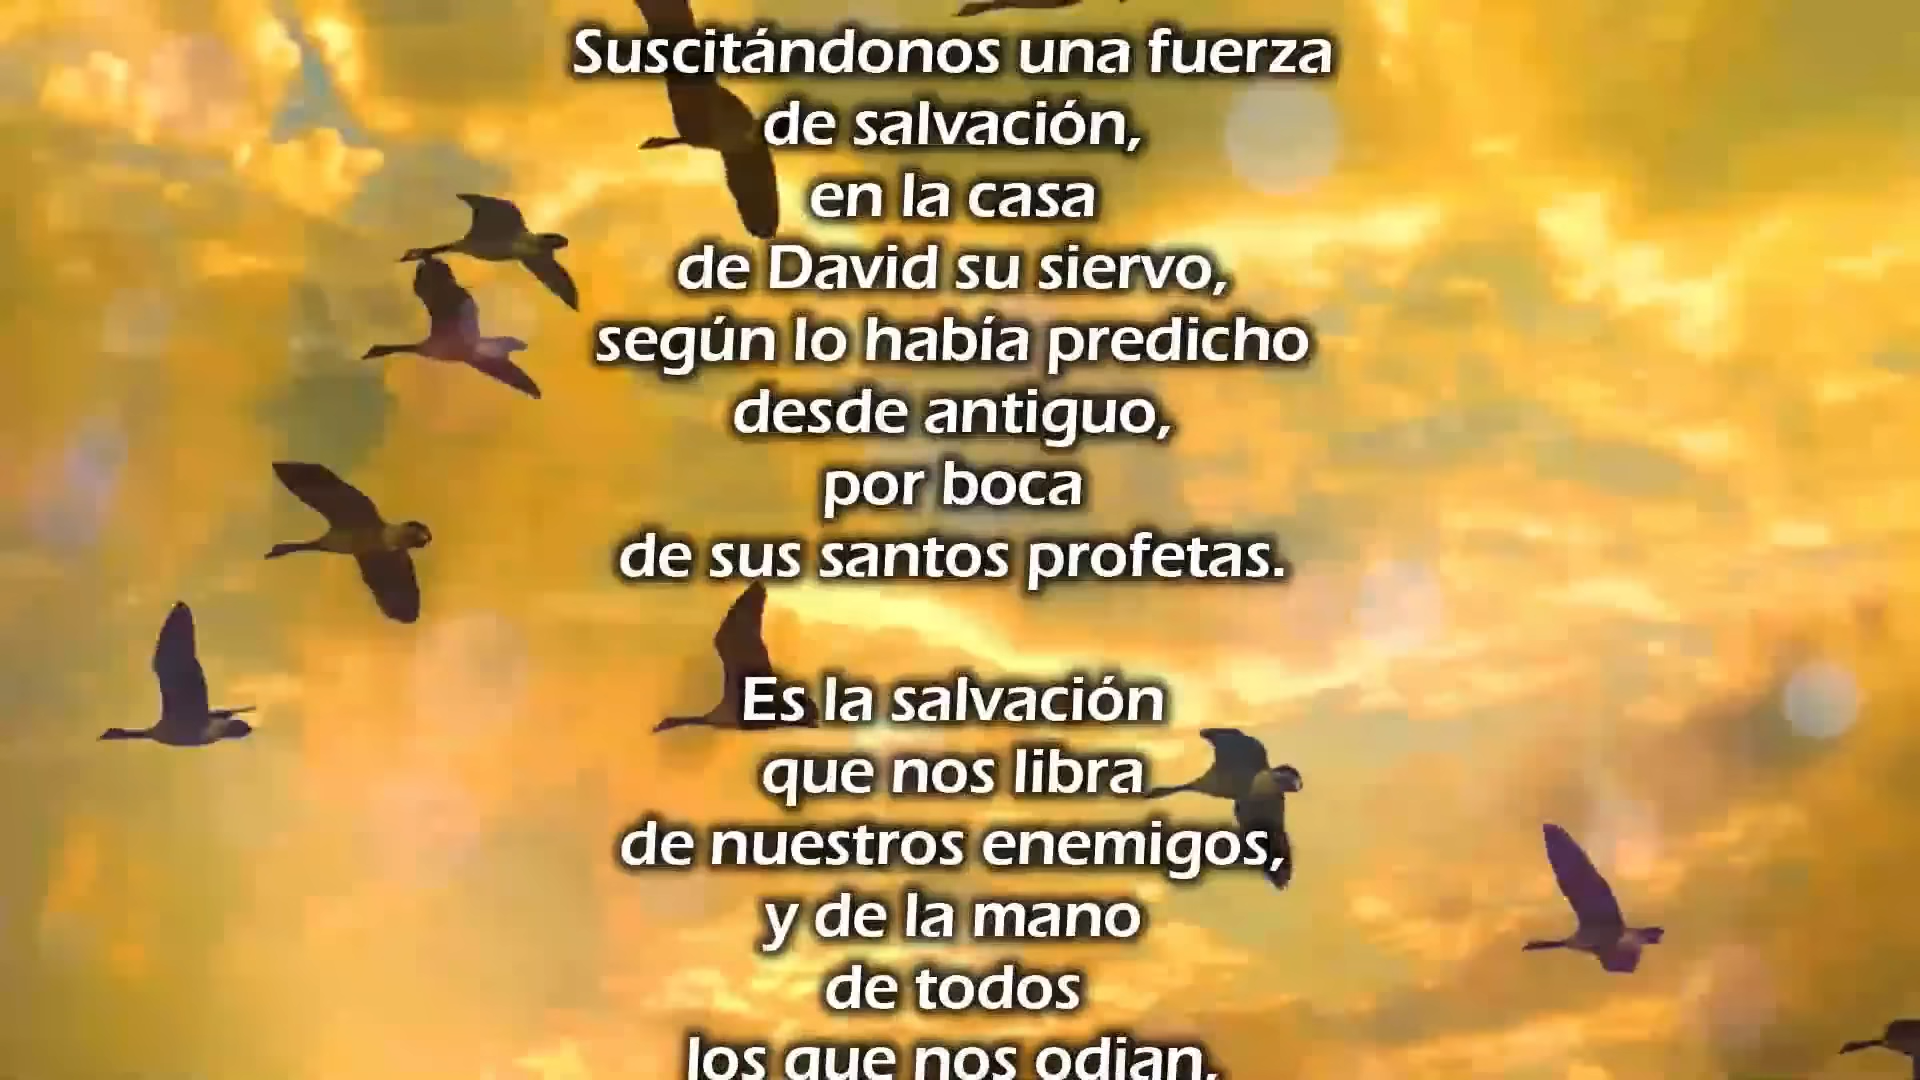 Suscitándonos una fuerza
de salvación,
en la casa
de David su siervo,
según lo había predicho
desde antiguo,
por boca
de sus santos profetas.
Es la salvación
que nos libra
de nuestros enemigos,
y de la mano
de todos
los que nos odian,